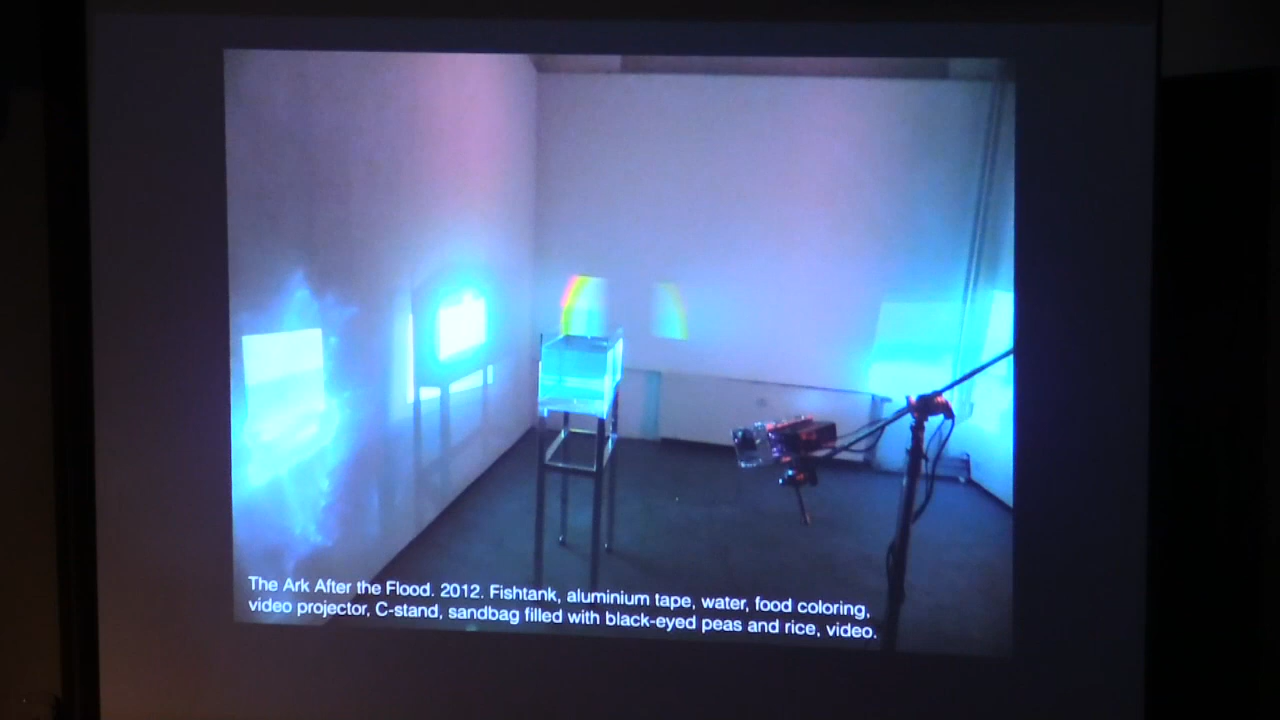 The Ark After the Flood. 2012. Fishtank, aluminium tape, water, food coloring,
video projector, C-stand, sandbag filled with black-eyed peas and rice, video.